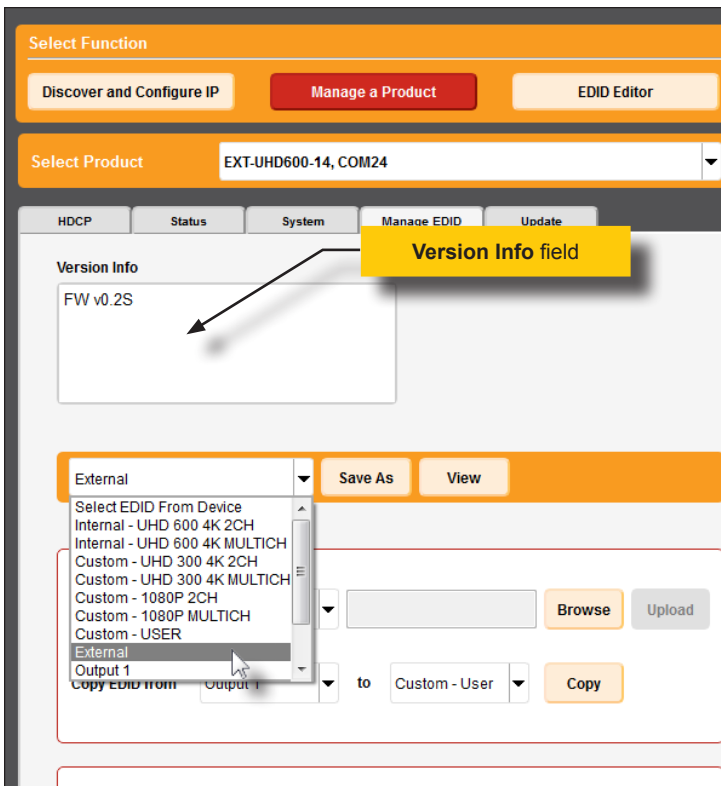 Select Function
Discover and Configure IP Manage a Product EDID Editor
Select Product EXT-UHD600-14, COM24
HDCP Status System Manage EDID Update
Version Info field
Version Info
FW v0.2S
External Save As View
Select EDID From Device
Internal - UHD 600 4K 2CH
Internal - UHD 600 4K MULTICH
Custom - UHD 300 4K 2CH
Custom - UHD 300 4K MULTICH
Custom - 1080P 2CH
Custom - 1080P MULTICH
Custom - USER
External
Output 1
Browse Upload
Copy EDID from Output 1 to Custom - User Copy